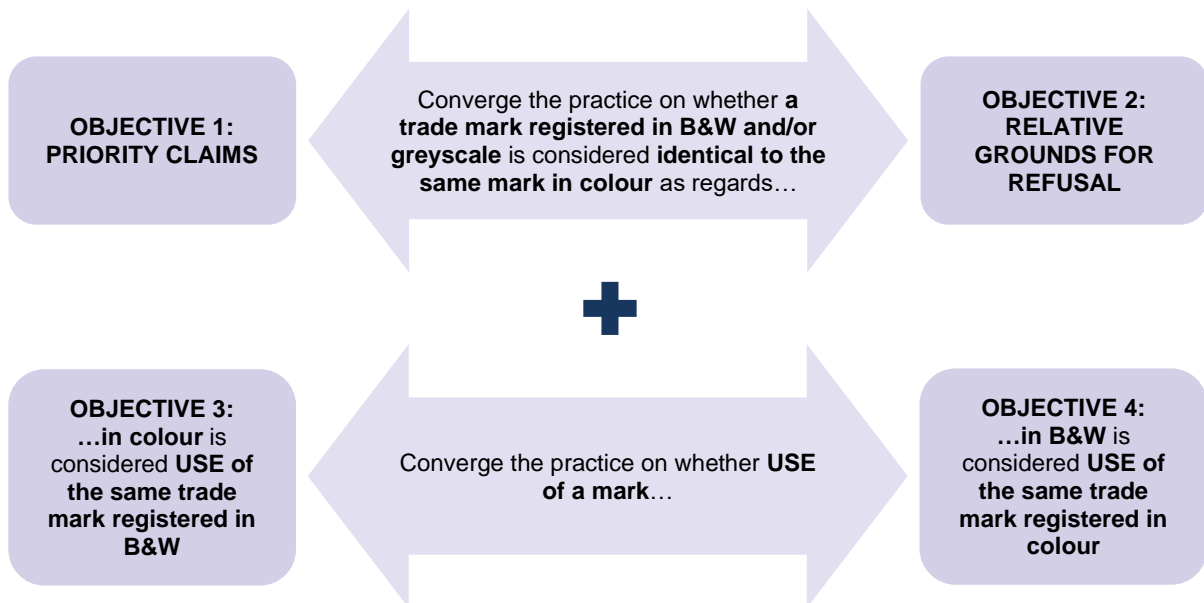 OBJECTIVE 1:
PRIORITY CLAIMS
Converge the practice on whether a
trade mark registered in B&W and/or
greyscale is considered identical to the
same mark in colour as regards…
OBJECTIVE 2:
RELATIVE
GROUNDS FOR
REFUSAL
OBJECTIVE 3:
…in colour is
considered USE of
the same trade
mark registered in
B&W
Converge the practice on whether USE
of a mark…
OBJECTIVE 4:
…in B&W is
considered USE of
the same trade
mark registered in
colour